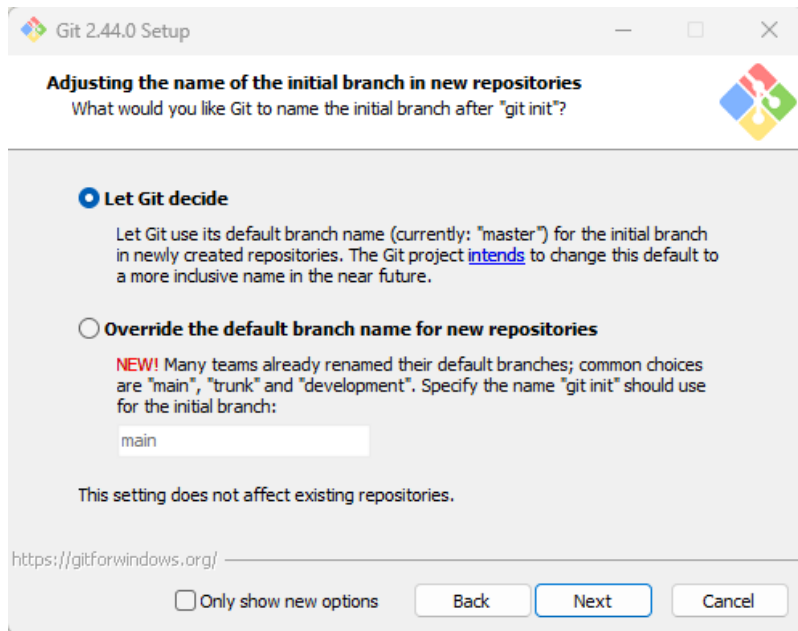 Git 2.44.0 Setup
Adjusting the name of the initial branch in new repositories
What would you like Git to name the initial branch after "git init"?
Let Git decide
Let Git use its default branch name (currently: "master") for the initial branch
in newly created repositories. The Git project intends to change this default to
a more inclusive name in the near future.
Override the default branch name for new repositories
NEW! Many teams already renamed their default branches; common choices
are "main", "trunk" and "development". Specify the name "git init" should use
for the initial branch:
main
This setting does not affect existing repositories.
https://gitforwindows.org/
Only show new options
Back
Next
Cancel